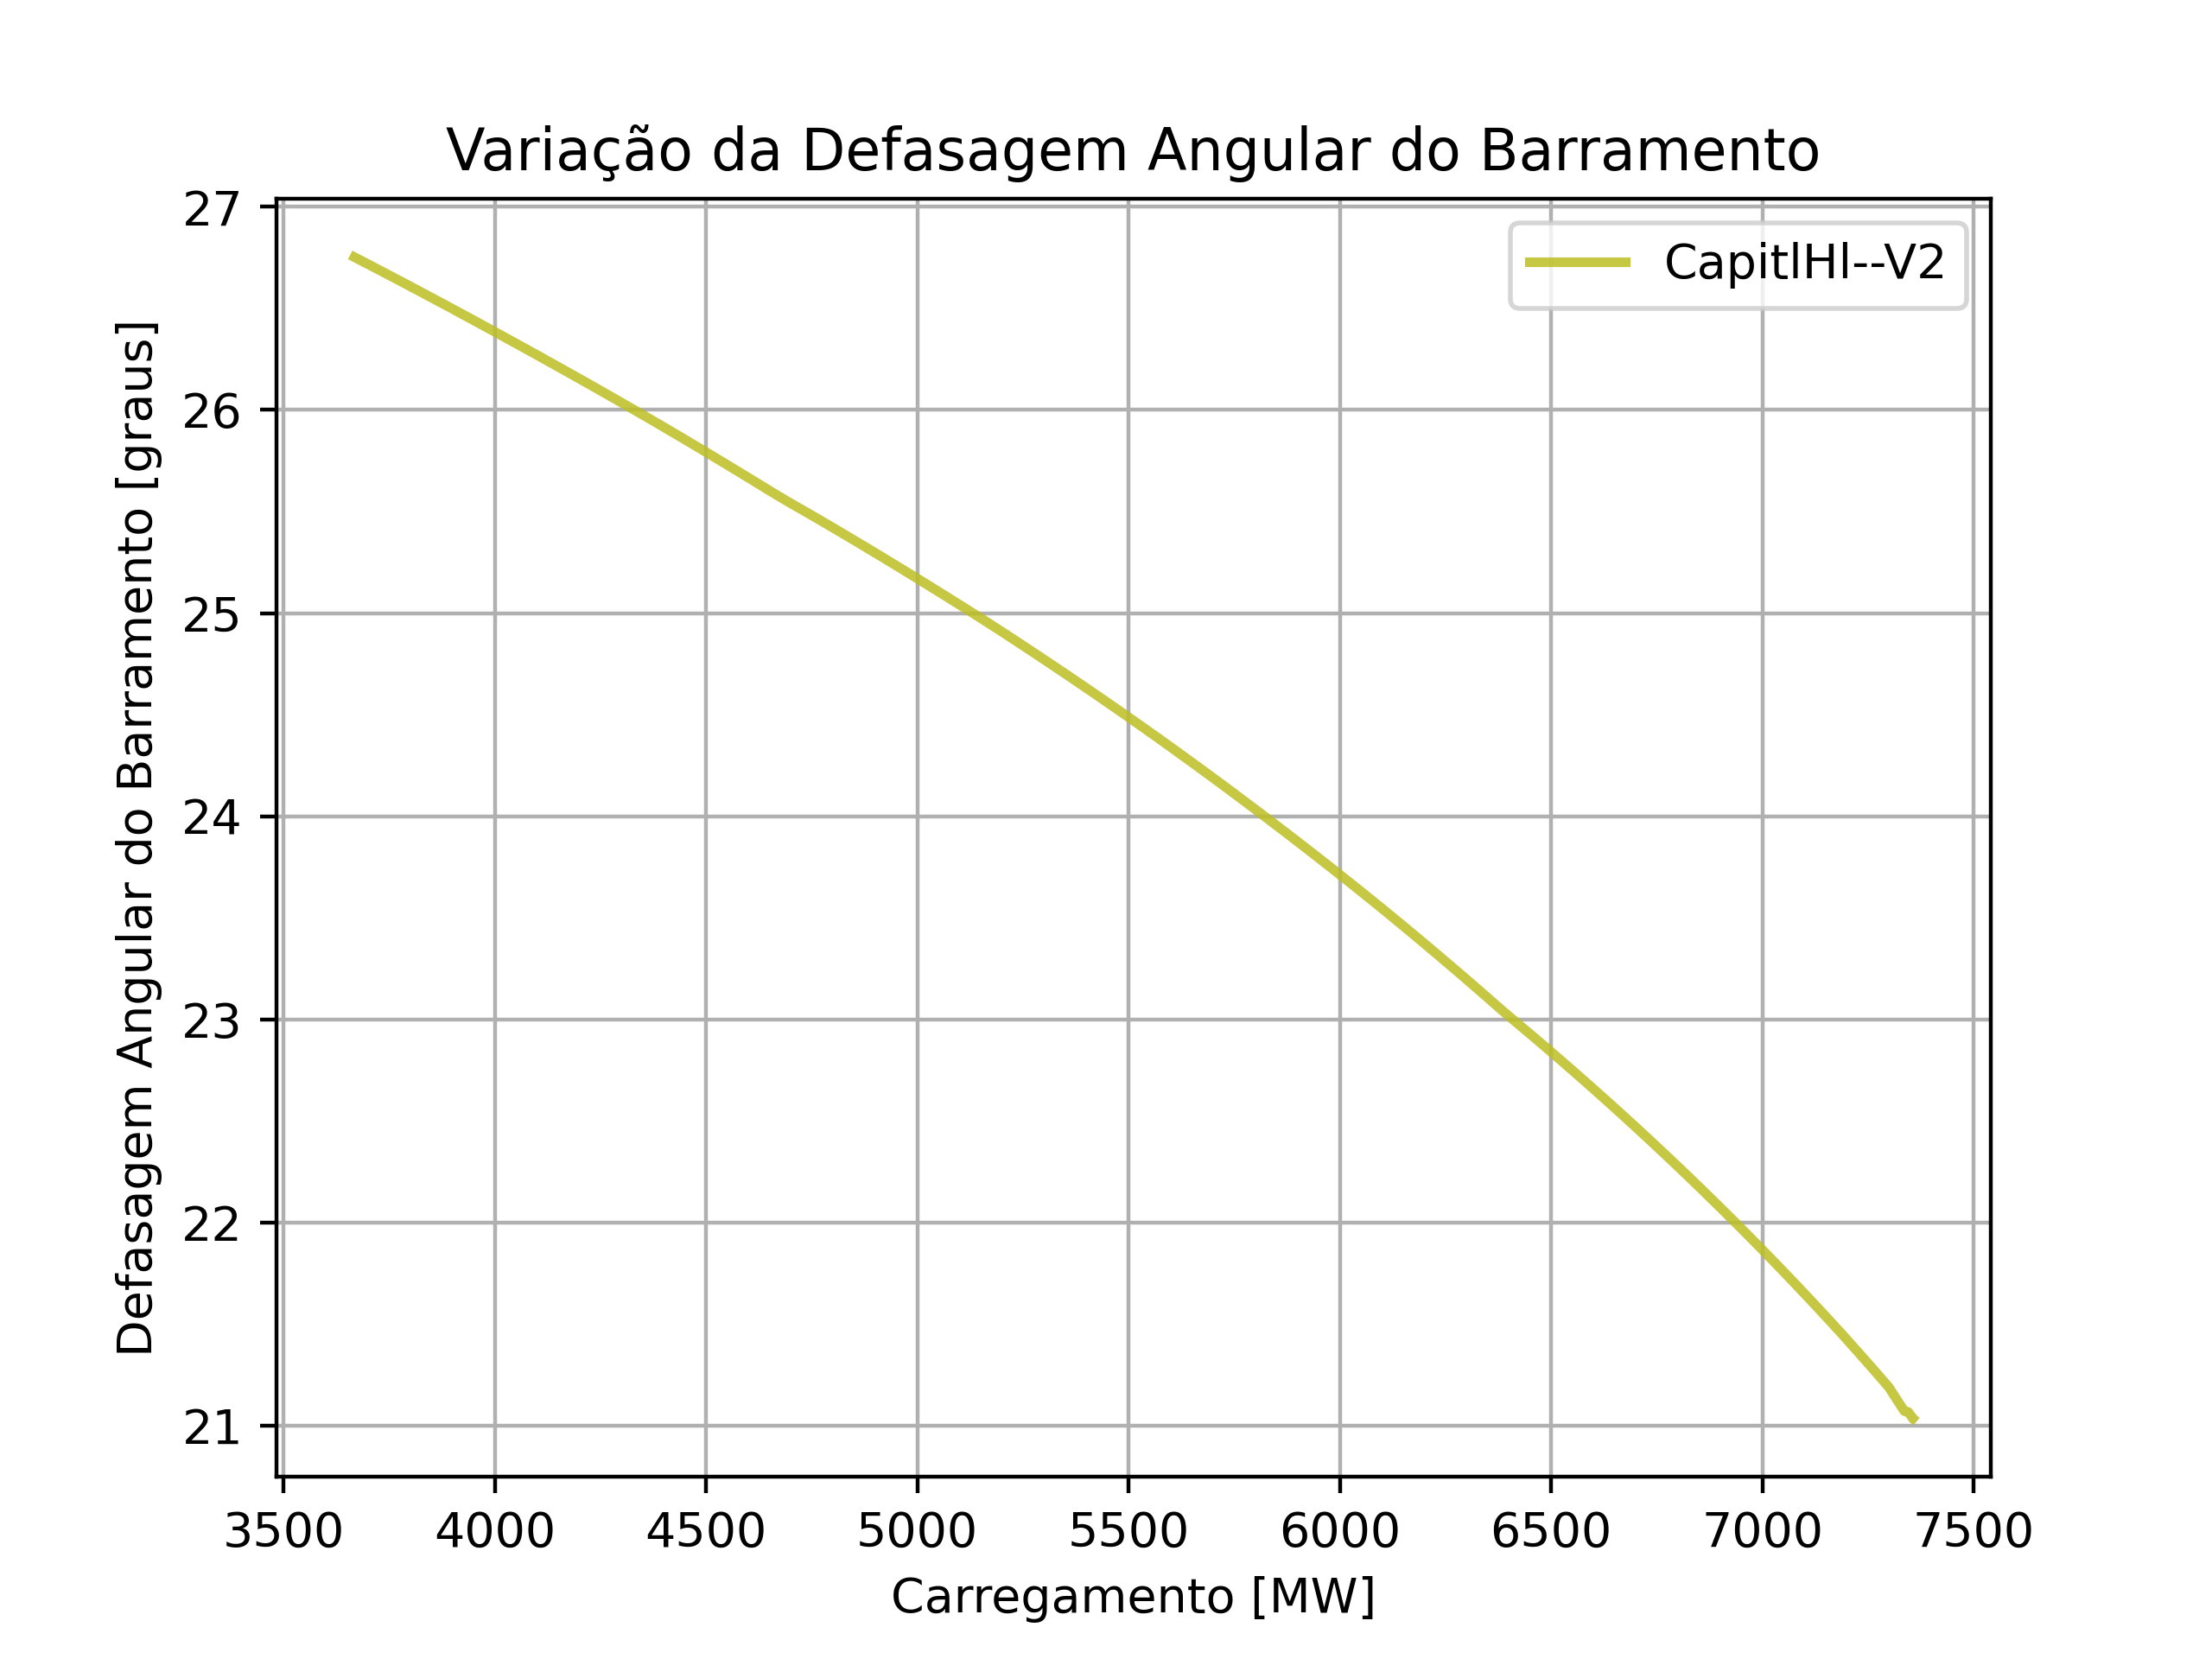 Variação da Defasagem Angular do Barramento
CapitlHl--V2
Defasagem Angular do Barramento [graus]
27
26
25
24
23
22
21
3500 4000 4500 5000 5500 6000 6500 7000 7500
Carregamento [MW]